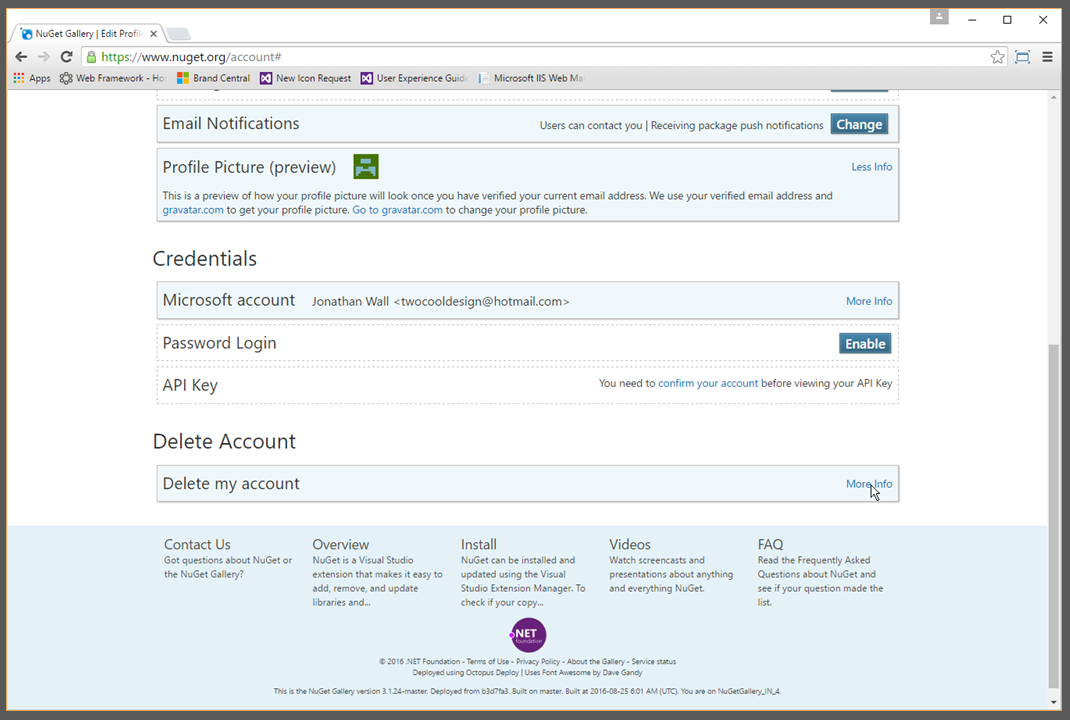 NuGet Gallery | Edit Profile
https://www.nuget.org/account#
Apps Web Framework - Ho Brand Central New Icon Request User Experience Guide Microsoft IIS Web Ma
Email Notifications
Users can contact you | Receiving package push notifications Change
Profile Picture (preview)
Less Info
This is a preview of how your profile picture will look once you have verified your current email address. We use your verified email address and
gravatar.com to get your profile picture. Go to gravatar.com to change your profile picture.
Credentials
Microsoft account Jonathan Wall <twocooldesign@hotmail.com> More Info
Password Login Enable
API Key You need to confirm your account before viewing your API Key
Delete Account
Delete my account More Info
Contact Us
Got questions about NuGet or
the NuGet Gallery?
Overview
NuGet is a Visual Studio
extension that makes it easy to
add, remove, and update
libraries and...
Install
NuGet can be installed and
updated using the Visual
Studio Extension Manager. To
check if your copy...
Videos
Watch screencasts and
presentations about anything
and everything NuGet.
FAQ
Read the Frequently Asked
Questions about NuGet and
see if your question made the
list.
.NET
foundation
© 2016 .NET Foundation - Terms of Use - Privacy Policy - About the Gallery - Service status
Deployed using Octopus Deploy | Uses Font Awesome by Dave Gandy
This is the NuGet Gallery version 3.1.24-master. Deployed from b3d7fa3. Built on master. Built at 2016-08-25 6:01 AM (UTC). You are on NuGetGallery_IN_4.